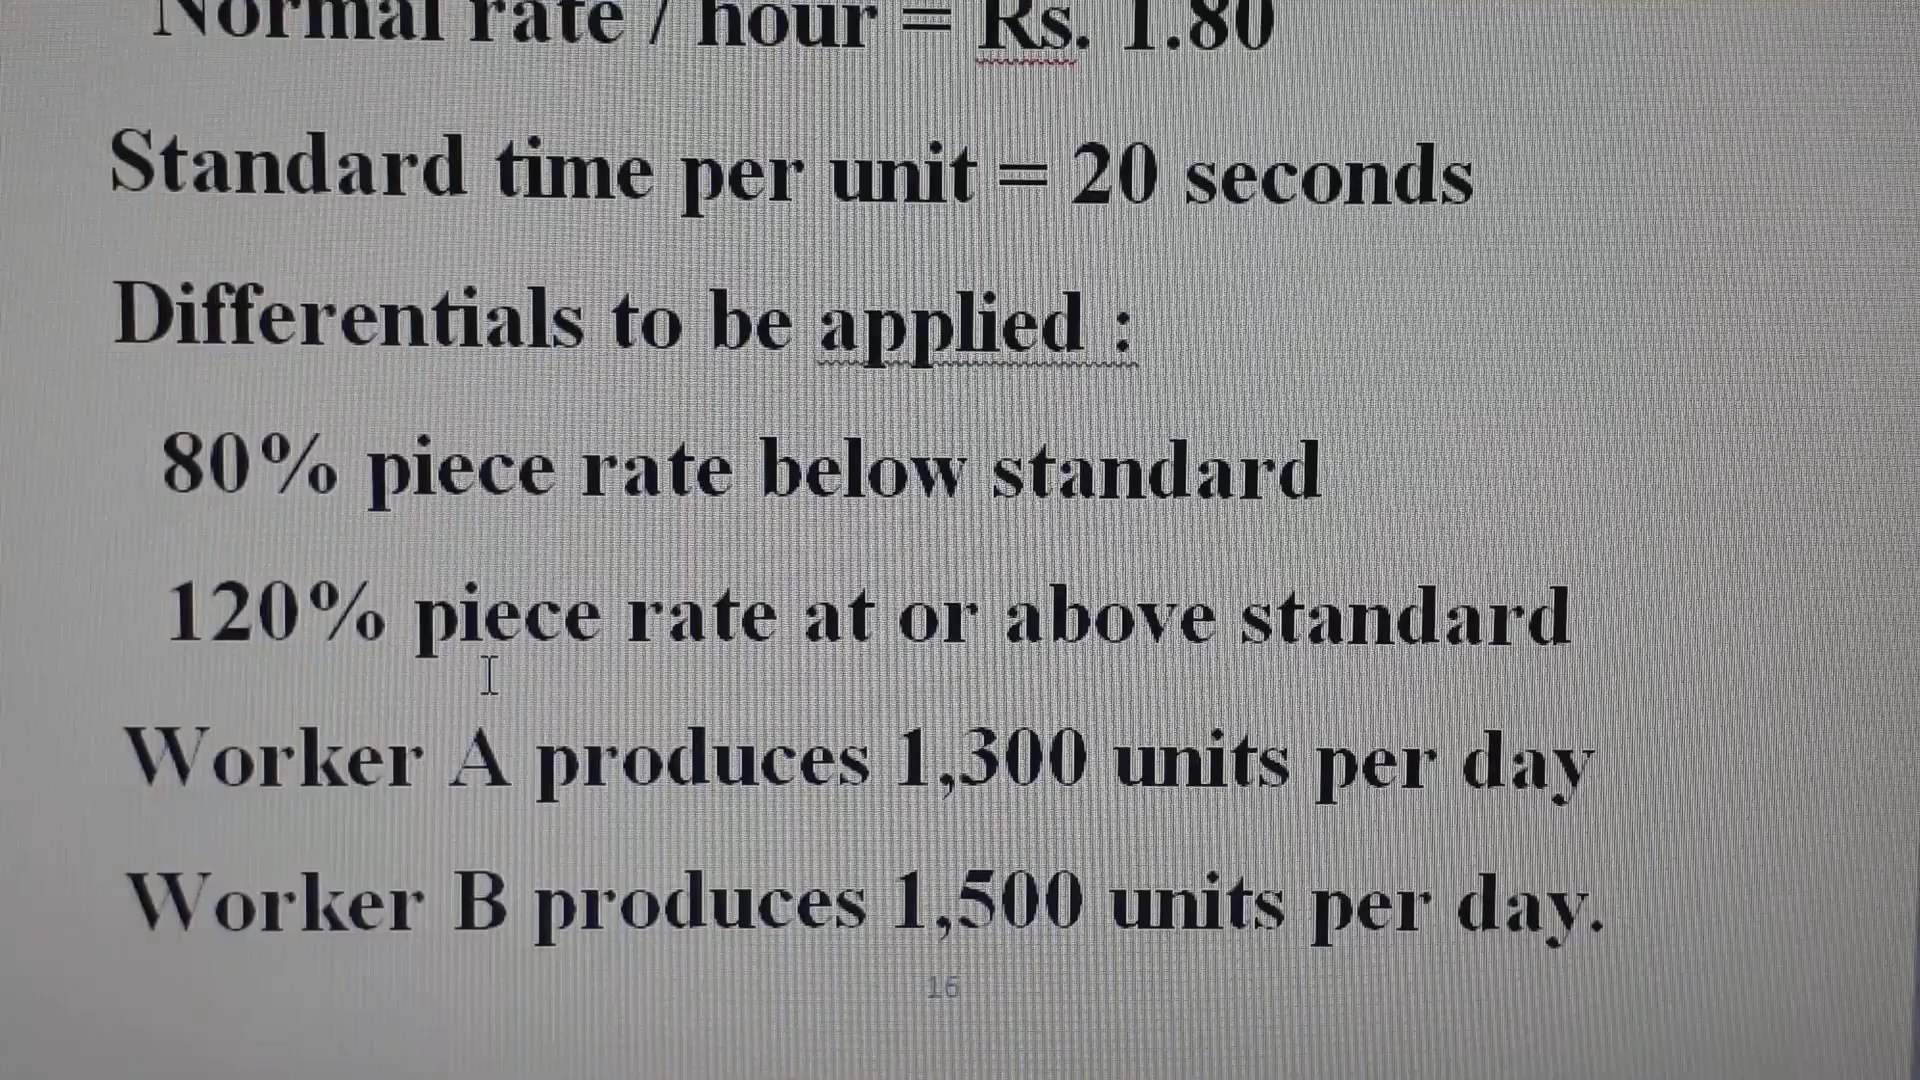 Normal rate / hour = Rs. 1.80
Standard time per unit = 20 seconds
Differentials to be applied :
80% piece rate below standard
120% piece rate at or above standard
Worker A produces 1,300 units per day
Worker B produces 1,500 units per day.
16